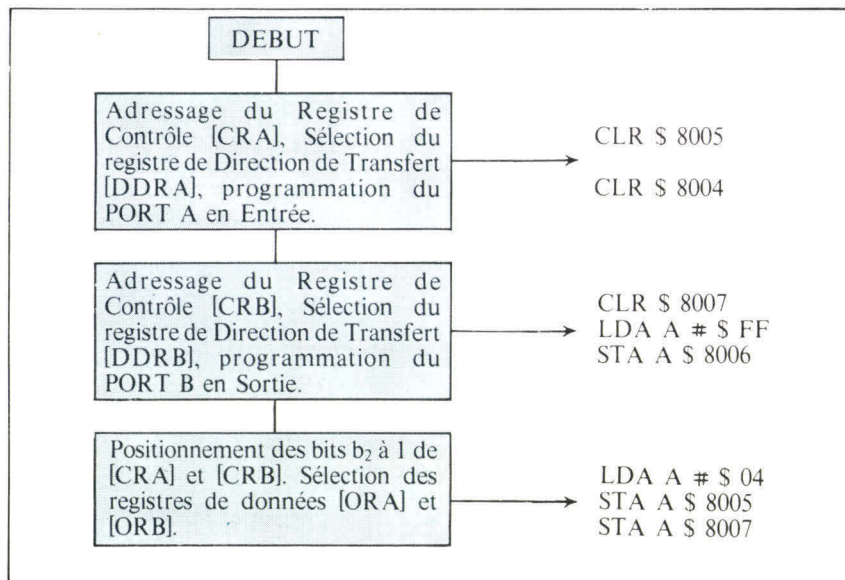 DEBUT
Adressage du Registre de
Contrôle [CRA], Sélection du
registre de Direction de Transfert
[DDRA], programmation du
PORT A en Entrée.
CLR $ 8005
CLR $ 8004
Adressage du Registre de
Contrôle [CRB], Sélection du
registre de Direction de Transfert
[DDRB], programmation du
PORT B en Sortie.
CLR $ 8007
LDA A # $ FF
STA A $ 8006
Positionnement des bits b₂ à 1 de
[CRA] et [CRB]. Sélection des
registres de données [ORA] et
[ORB].
LDA A # $ 04
STA A $ 8005
STA A $ 8007